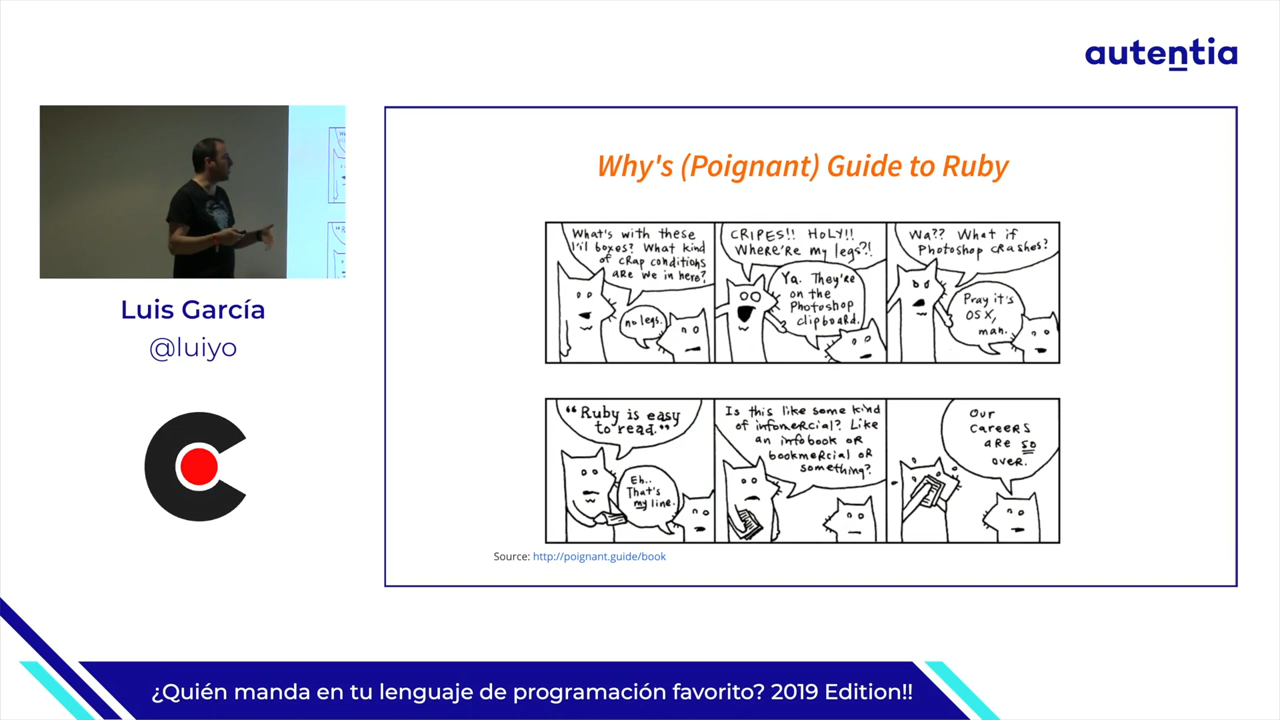 autentia
Why's (Poignant) Guide to Ruby
What's with these
li'l boxes? What kind
of crap conditions
are we in here?
no legs.
CRIPES!! HOLY!!
Where're my legs?!
Ya. They're
on the
Photoshop
clipboard.
Wa?? What if
Photoshop crashes?
Pray it's
OS X,
man.
"Ruby is easy
to read."
Eh..
That's
my line.
Is this like some kind
of infomercial? Like
an infobook or
bookmercial or
something?
Our
careers
are so
over.
Source: http://poignant.guide/book
Luis García
@luiyo
¿Quién manda en tu lenguaje de programación favorito? 2019 Edition!!